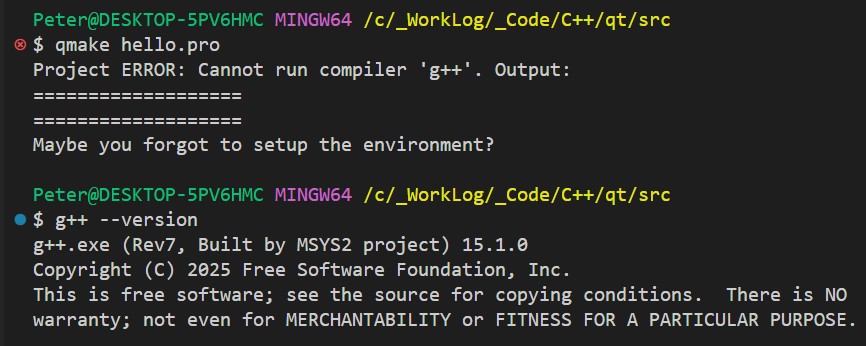 Peter@DESKTOP-5PV6HMC MINGW64 /c/_WorkLog/_Code/C++/qt/src
$ qmake hello.pro
Project ERROR: Cannot run compiler 'g++'. Output:
===================
===================
Maybe you forgot to setup the environment?
Peter@DESKTOP-5PV6HMC MINGW64 /c/_WorkLog/_Code/C++/qt/src
$ g++ --version
g++.exe (Rev7, Built by MSYS2 project) 15.1.0
Copyright (C) 2025 Free Software Foundation, Inc.
This is free software; see the source for copying conditions.  There is NO
warranty; not even for MERCHANTABILITY or FITNESS FOR A PARTICULAR PURPOSE.